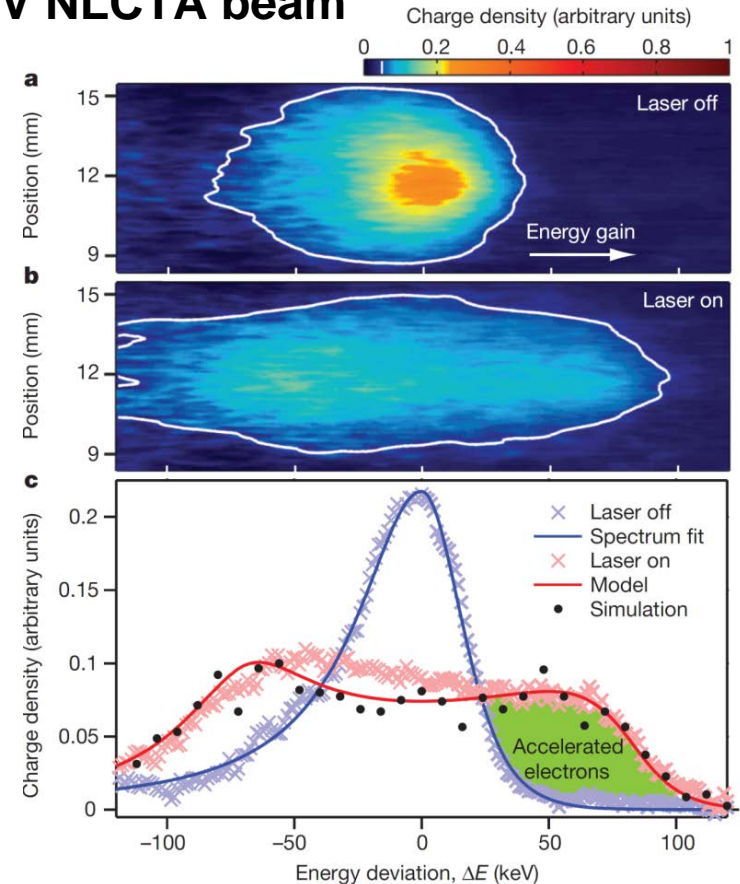 V NLCTA beam
Charge density (arbitrary units)
0 0.2 0.4 0.6 0.8 1
a
Position (mm)
15
12
9
Laser off
Energy gain
b
Position (mm)
15
12
9
Laser on
c
Charge density (arbitrary units)
0.2
0.15
0.1
0.05
0
Laser off
Spectrum fit
Laser on
Model
Simulation
Accelerated
electrons
−100 −50 0 50 100
Energy deviation, ΔE (keV)